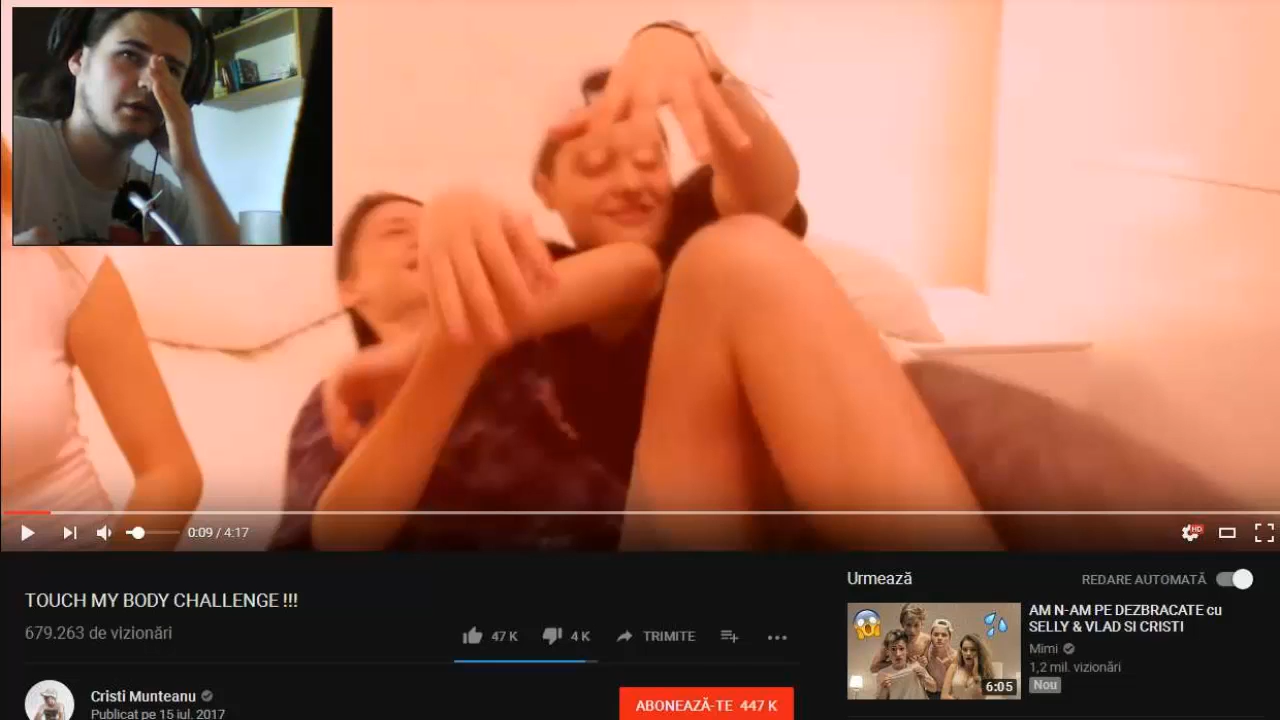 0:09 / 4:17
HD
TOUCH MY BODY CHALLENGE !!!
679.263 de vizionări
47 K
4 K
TRIMITE
Cristi Munteanu
Publicat pe 15 iul. 2017
ABONEAZĂ-TE 447 K
Urmează
REDARE AUTOMATĂ
6:05
AM N-AM PE DEZBRACATE cu
SELLY & VLAD SI CRISTI
Mimi
1,2 mil. vizionări
Nou